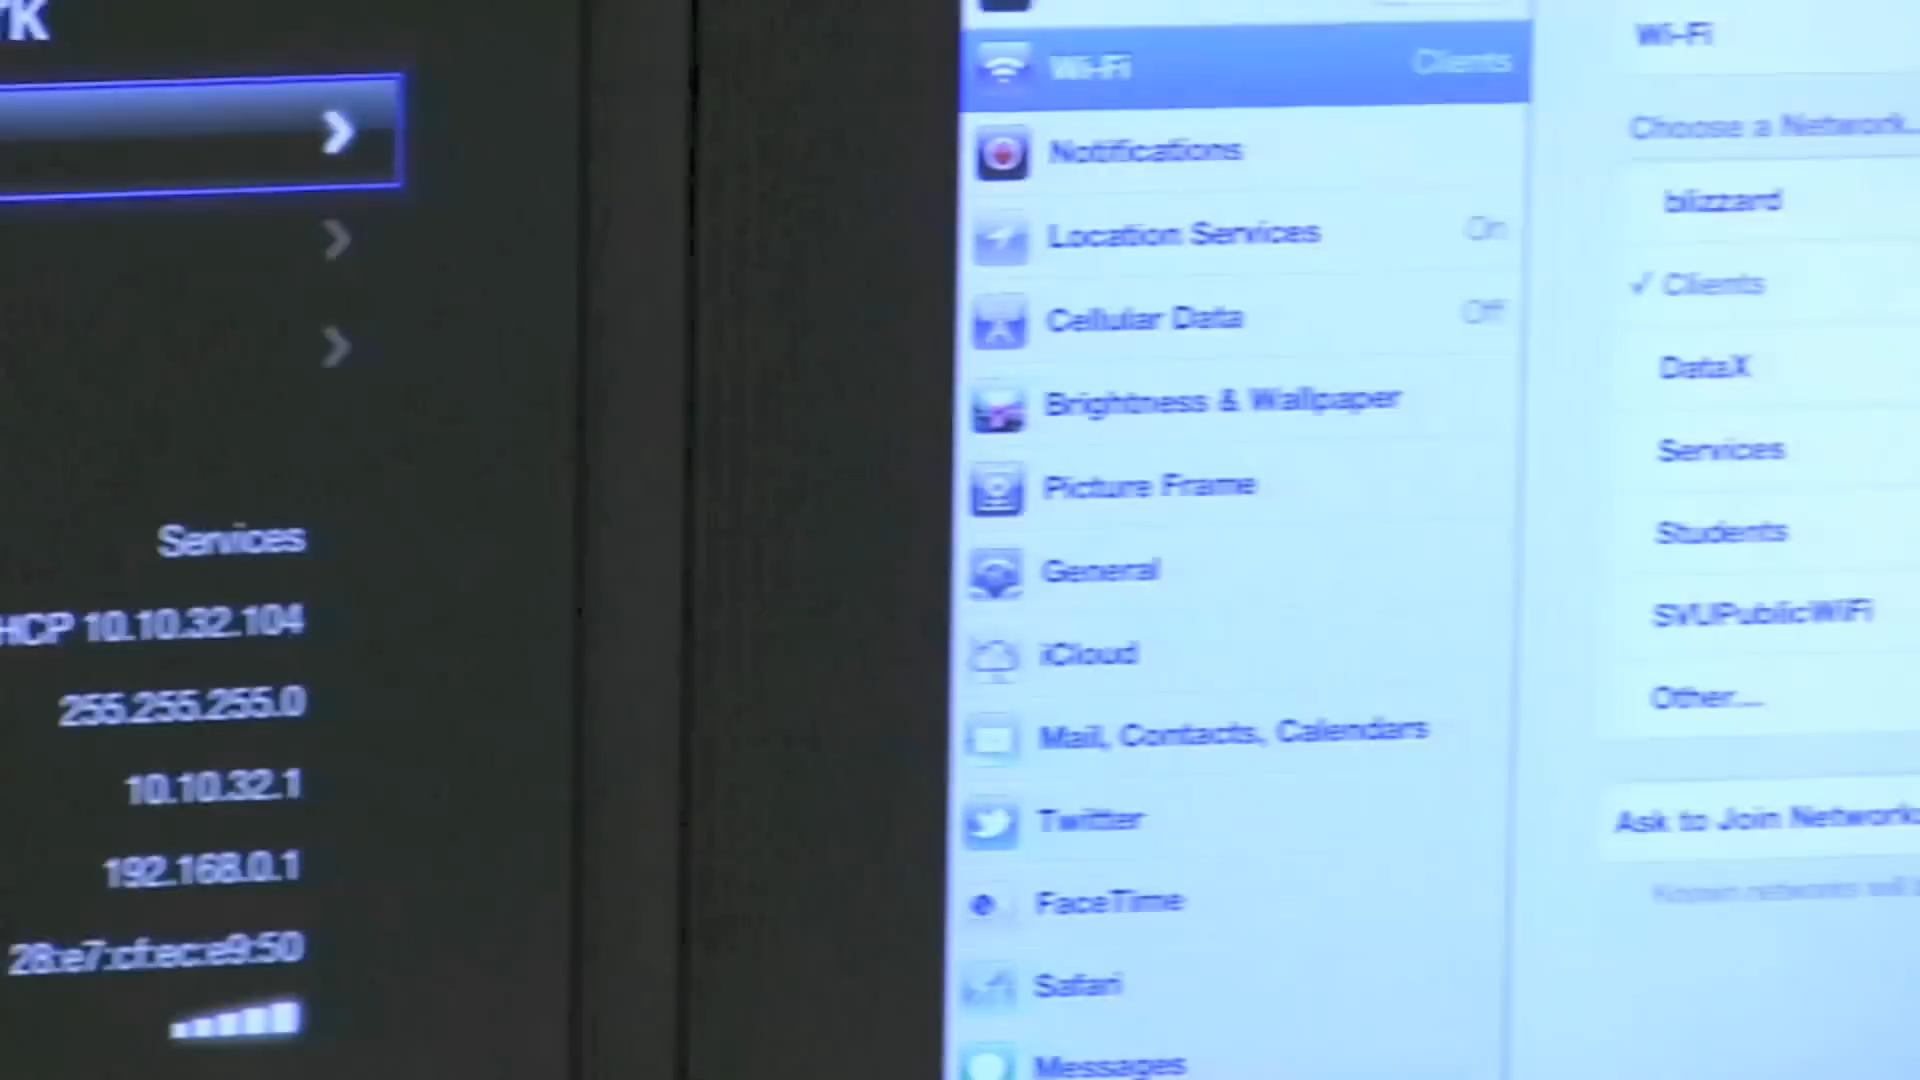 Services
10.10.32.104
255.255.255.0
10.10.32.1
192.168.0.1
28:e7:cf:ec:e9:50
Wi-Fi Clients
Notifications
Location Services On
Cellular Data Off
Brightness & Wallpaper
Picture Frame
General
iCloud
Mail, Contacts, Calendars
Twitter
FaceTime
Safari
Messages
Wi-Fi
Choose a Network...
blizzard
✓ Clients
DataX
Services
Students
SVUPublicWiFi
Other...
Ask to Join Networks
Known networks will